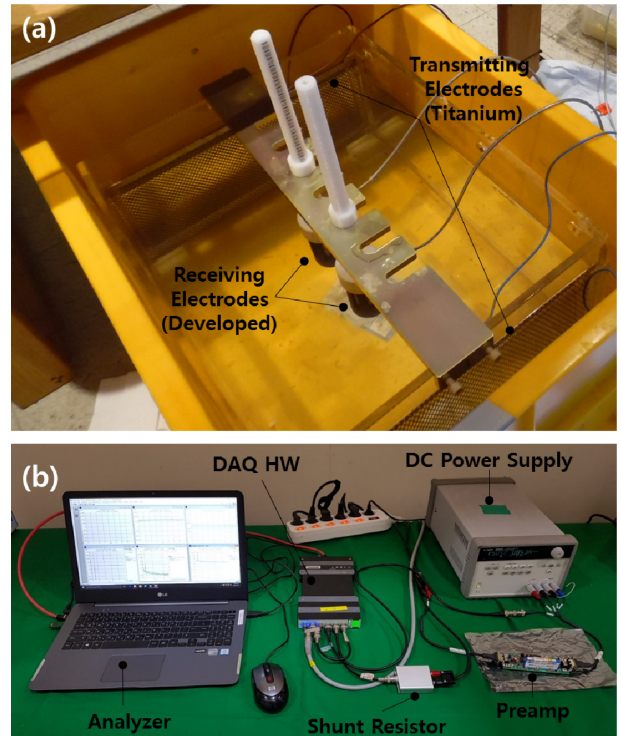 (a)
Transmitting
Electrodes
(Titanium)
Receiving
Electrodes
(Developed)
(b)
DAQ HW
DC Power Supply
LG
Analyzer
Shunt Resistor
Preamp